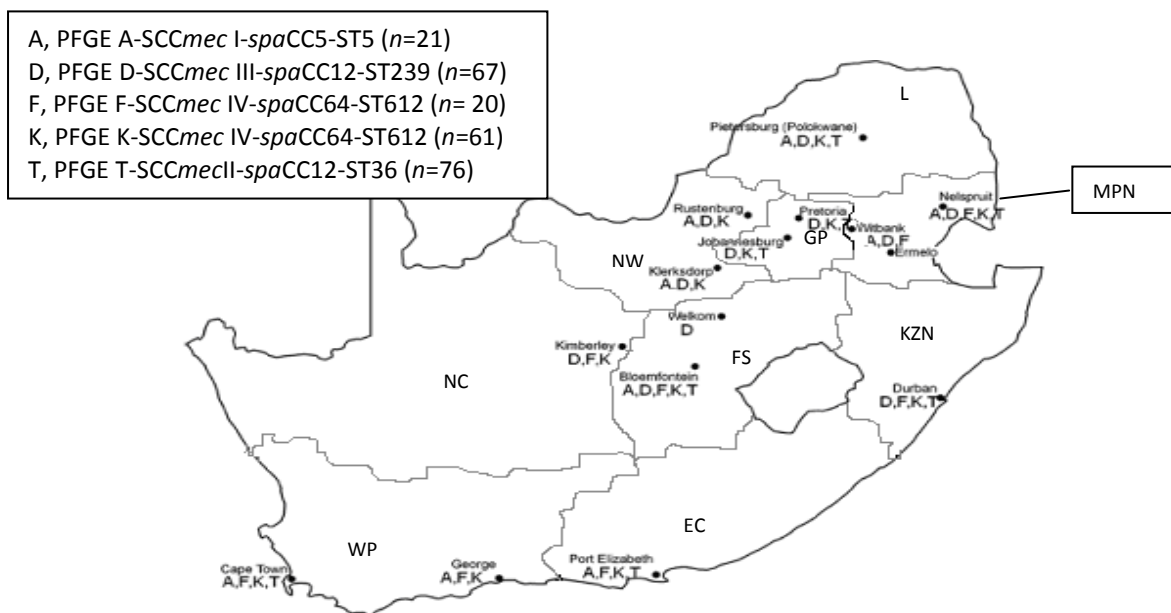 A, PFGE A-SCCmec I-spaCC5-ST5 (n=21)
D, PFGE D-SCCmec III-spaCC12-ST239 (n=67)
F, PFGE F-SCCmec IV-spaCC64-ST612 (n= 20)
K, PFGE K-SCCmec IV-spaCC64-ST612 (n=61)
T, PFGE T-SCCmecII-spaCC12-ST36 (n=76)
L
Pietersburg (Polokwane)
A,D,K,T
MPN
Nelspruit
A,D,F,K,T
Rustenburg
A,D,K
Pretoria
D,K,T
Witbank
A,D,F
GP
Johannesburg
D,K,T
Ermelo
NW
Klerksdorp
A.D,K
Welkom
D
KZN
Kimberley
D,F,K
FS
NC
Bloemfontein
A,D,F,K,T
Durban
D,F,K,T
EC
WP
Cape Town
A,F,K,T
George
A,F,K
Port Elizabeth
A,F,K,T